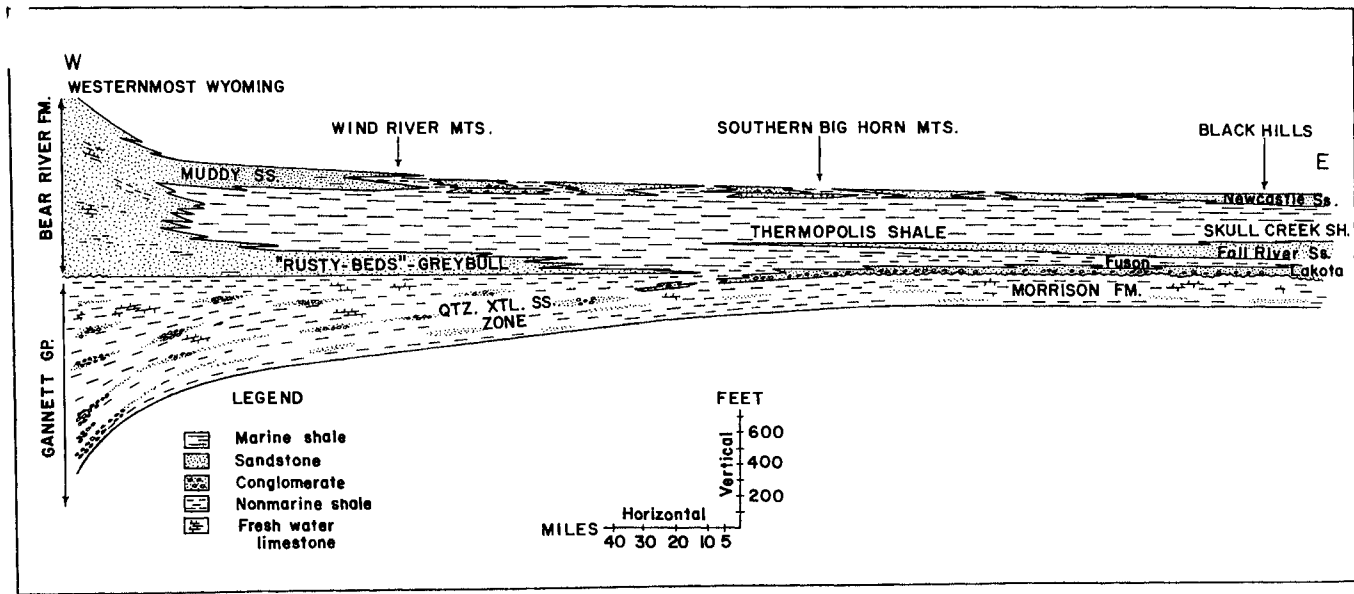 W
WESTERNMOST WYOMING
BEAR RIVER FM.
WIND RIVER MTS.
SOUTHERN BIG HORN MTS.
BLACK HILLS
E
MUDDY SS.
Newcastle Ss.
THERMOPOLIS SHALE
SKULL CREEK SH.
Fall River Ss.
"RUSTY-BEDS"-GREYBULL
Fuson
Lakota
MORRISON FM.
QTZ. XTL. SS.
ZONE
GANNETT GP.
LEGEND
Marine shale
Sandstone
Conglomerate
Nonmarine shale
Fresh water
limestone
FEET
600
400
200
Vertical
Horizontal
MILES
40 30 20 10 5